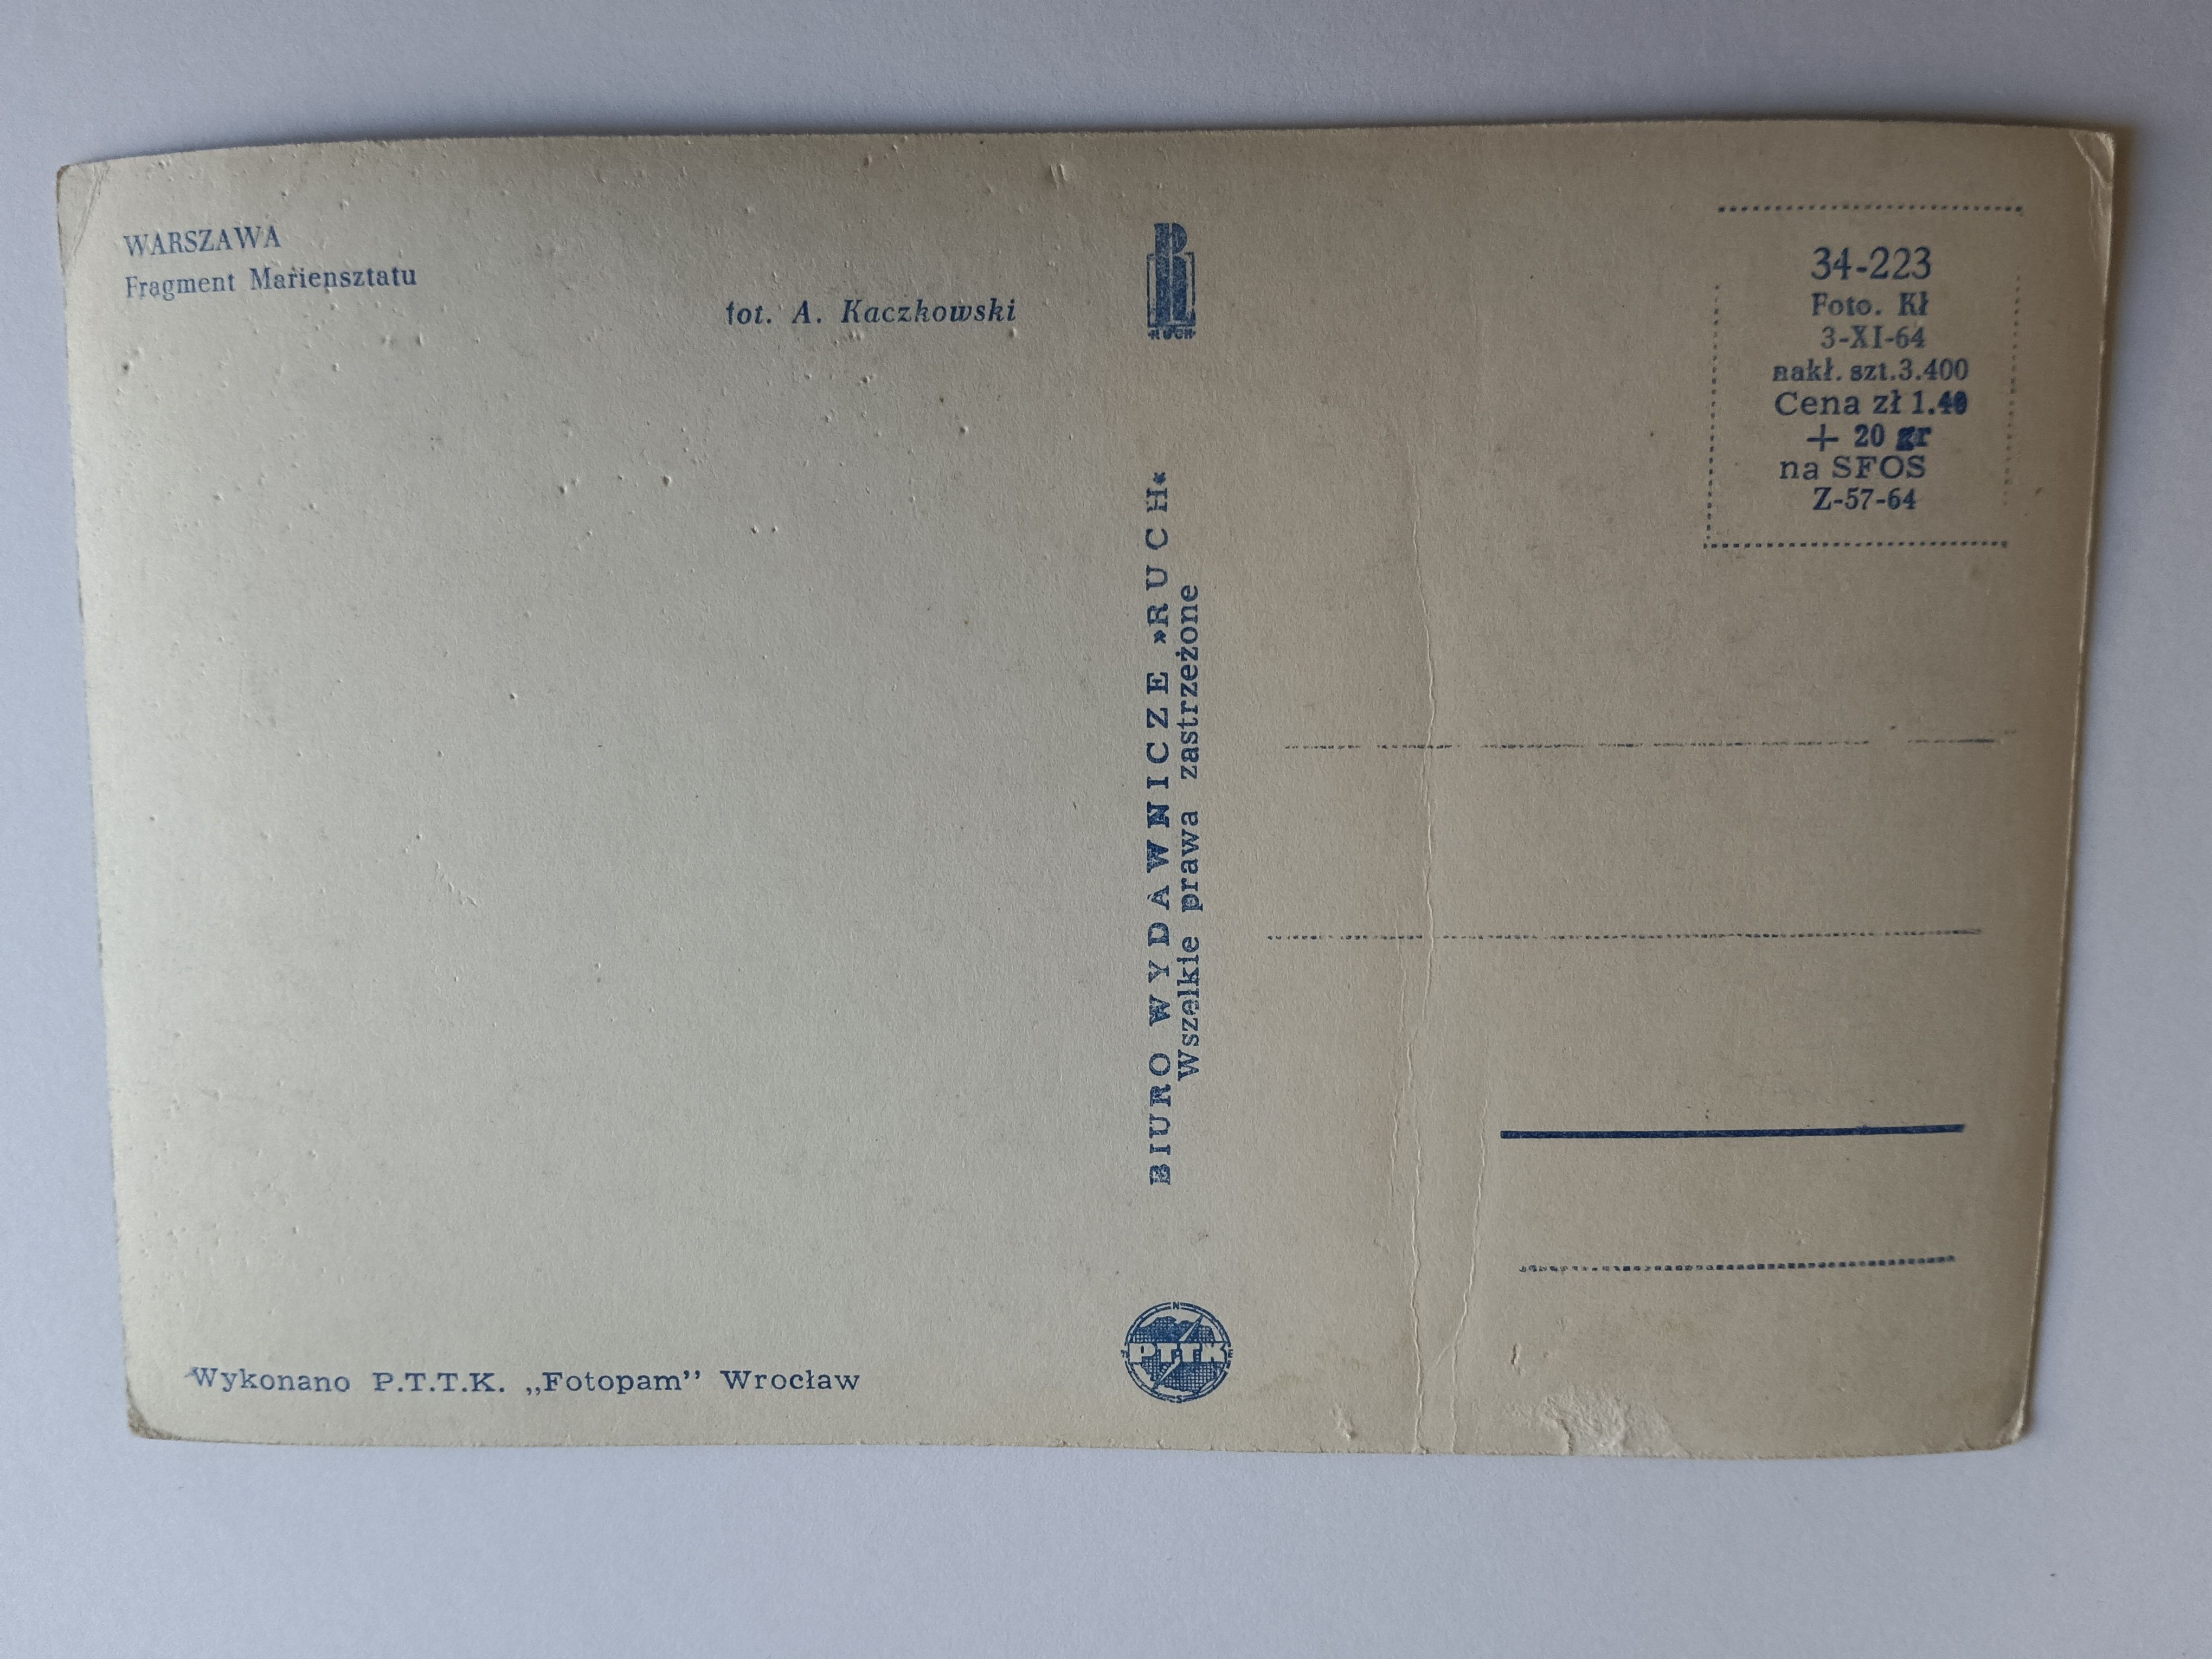 WARSZAWA
Fragment Mariensztatu
fot. A. Kaczkowski
RUCH
BIURO WYDAWNICZE »RUCH«
Wszelkie prawa zastrzeżone
34-223
Foto. Kł
3-XI-64
nakł. szt.3.400
Cena zł 1.40
+ 20 gr
na SFOS
Z-57-64
Wykonano P.T.T.K. „Fotopam” Wrocław
N
PTTK
E
S